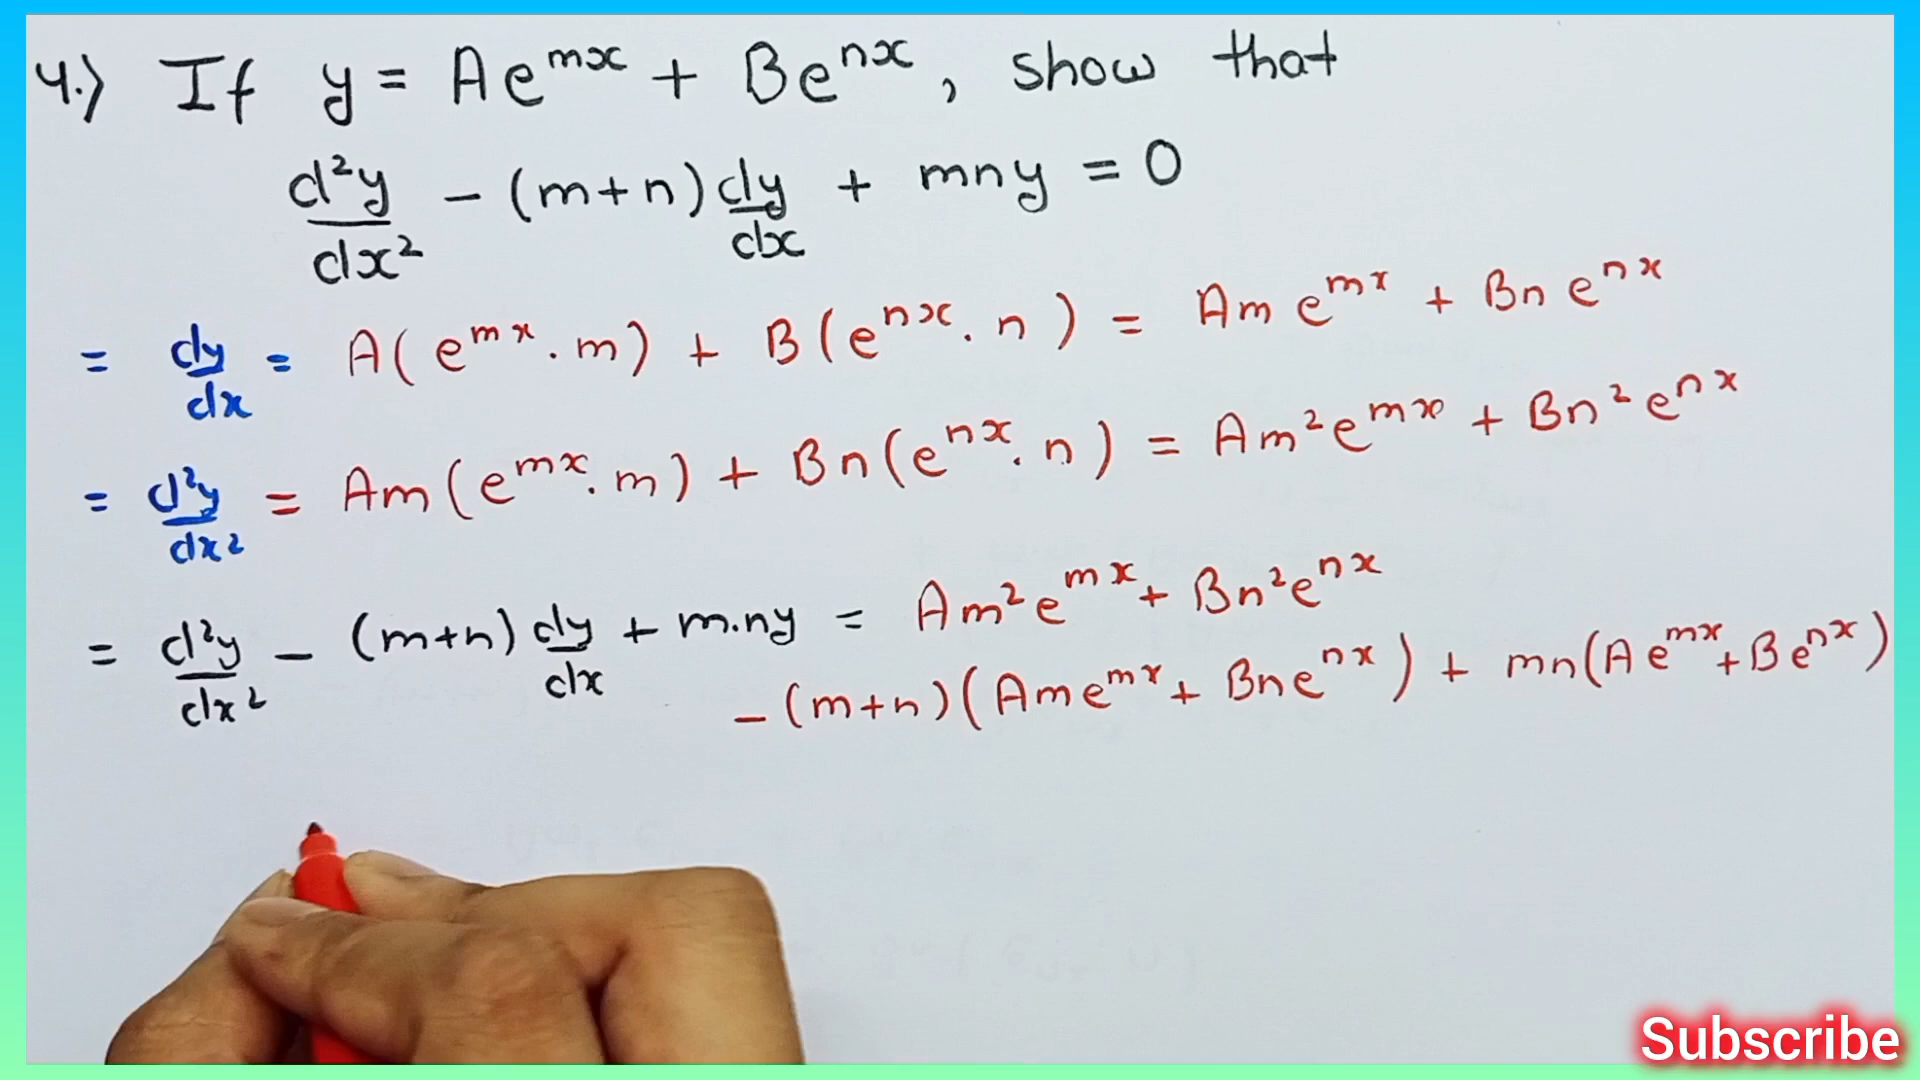 4.) If y = Ae^mx + Be^nx, show that
d²y/dx² - (m+n) dy/dx + mny = 0
= dy/dx = A(e^mx . m) + B(e^nx . n) = Am e^mx + Bn e^nx
= d²y/dx² = Am(e^mx . m) + Bn(e^nx . n) = Am²e^mx + Bn²e^nx
= d²y/dx² - (m+n) dy/dx + m.ny = Am²e^mx + Bn²e^nx
- (m+n)(Ame^mx + Bne^nx) + mn(Ae^mx + Be^nx)
Subscribe